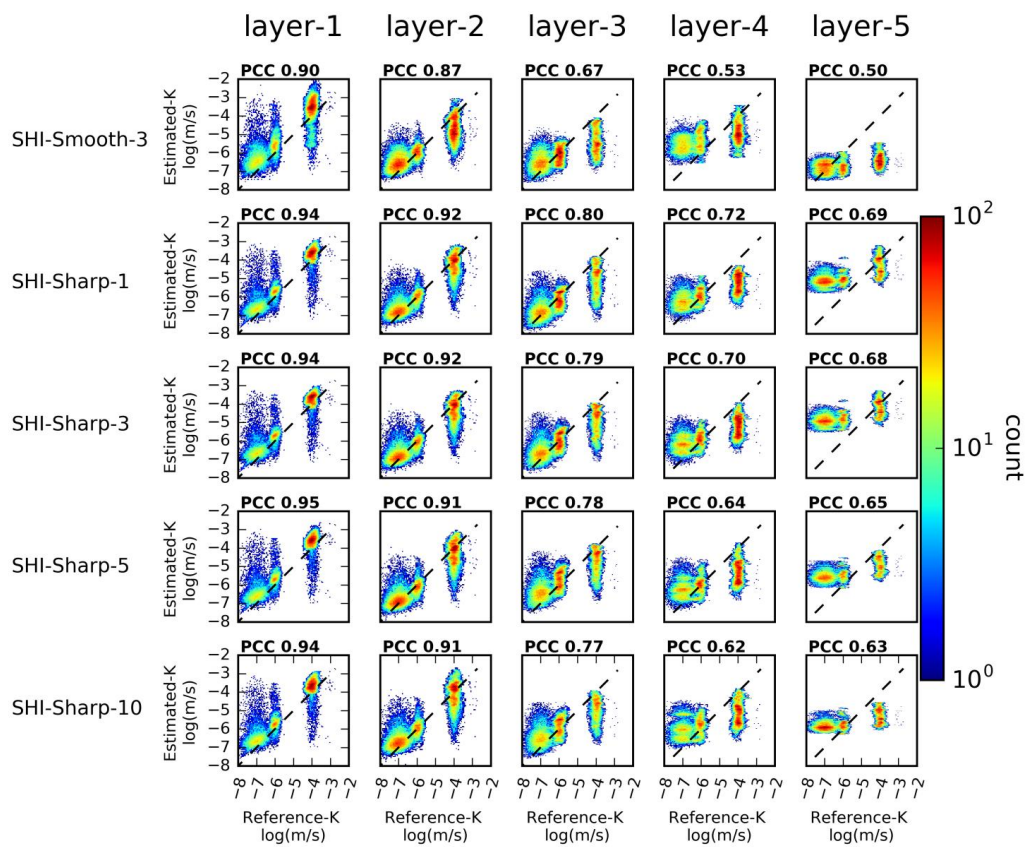 layer-1 layer-2 layer-3 layer-4 layer-5
PCC 0.90 PCC 0.87 PCC 0.67 PCC 0.53 PCC 0.50
SHI-Smooth-3
Estimated-K
log(m/s)
−2
−3
−4
−5
−6
−7
−8
PCC 0.94 PCC 0.92 PCC 0.80 PCC 0.72 PCC 0.69
SHI-Sharp-1
Estimated-K
log(m/s)
−2
−3
−4
−5
−6
−7
−8
PCC 0.94 PCC 0.92 PCC 0.79 PCC 0.70 PCC 0.68
SHI-Sharp-3
Estimated-K
log(m/s)
−2
−3
−4
−5
−6
−7
−8
PCC 0.95 PCC 0.91 PCC 0.78 PCC 0.64 PCC 0.65
SHI-Sharp-5
Estimated-K
log(m/s)
−2
−3
−4
−5
−6
−7
−8
PCC 0.94 PCC 0.91 PCC 0.77 PCC 0.62 PCC 0.63
SHI-Sharp-10
Estimated-K
log(m/s)
−2
−3
−4
−5
−6
−7
−8
−8 −7 −6 −5 −4 −3 −2 −8 −7 −6 −5 −4 −3 −2 −8 −7 −6 −5 −4 −3 −2 −8 −7 −6 −5 −4 −3 −2 −8 −7 −6 −5 −4 −3 −2
Reference-K Reference-K Reference-K Reference-K Reference-K
log(m/s) log(m/s) log(m/s) log(m/s) log(m/s)
10²
10¹
10⁰
count